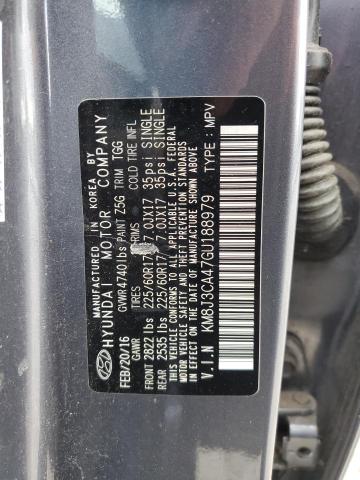 MANUFACTURED BY IN KOREA BY
HYUNDAI MOTOR COMPANY
FEB/20/16 GVWR 4740lbs PAINT Z5G TRIM TGG
GAWR TIRES RIMS COLD TIRE INFL
FRONT 2822 lbs 225/60R17 7.0JX17 35psi SINGLE
REAR 2535 lbs 225/60R17 7.0JX17 35psi SINGLE
THIS VEHICLE CONFORMS TO ALL APPLICABLE U.S.A. FEDERAL
MOTOR VEHICLE SAFETY AND THEFT PREVENTION STANDARDS
IN EFFECT ON THE DATE OF MANUFACTURE SHOWN ABOVE.
V.I.N KM8J3CA47GU188979 TYPE: MPV